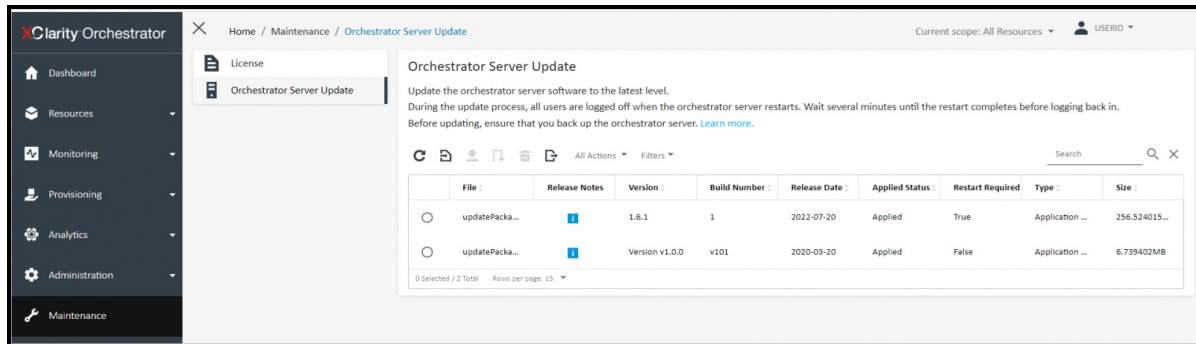 XClarity Orchestrator
Home / Maintenance / Orchestrator Server Update
Current scope: All Resources
USERID
Dashboard
Resources
Monitoring
Provisioning
Analytics
Administration
Maintenance
License
Orchestrator Server Update
Orchestrator Server Update
Update the orchestrator server software to the latest level.
During the update process, all users are logged off when the orchestrator server restarts. Wait several minutes until the restart completes before logging back in.
Before updating, ensure that you back up the orchestrator server. Learn more.
All Actions Filters Search
File Release Notes Version Build Number Release Date Applied Status Restart Required Type Size
updatePacka... i 1.6.1 1 2022-07-20 Applied True Application ... 256.524015...
updatePacka... i Version v1.0.0 v101 2020-03-20 Applied False Application ... 6.739402MB
0 Selected / 2 Total Rows per page: 15